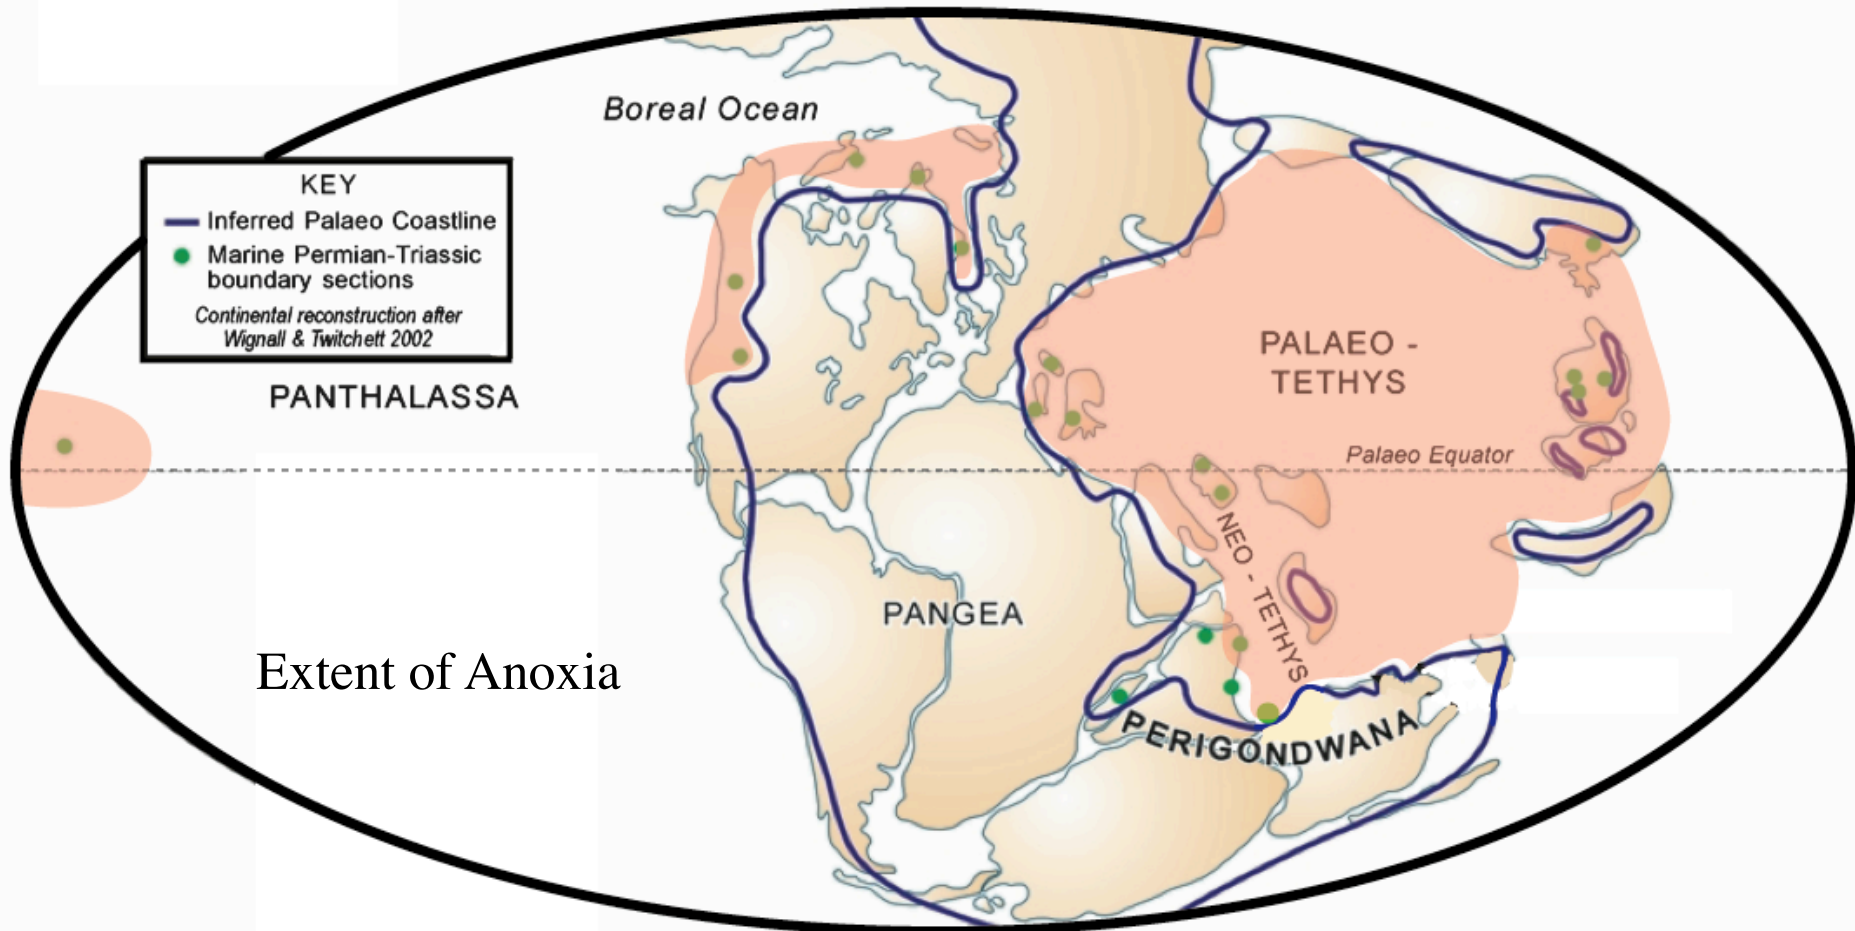 Boreal Ocean
KEY
Inferred Palaeo Coastline
Marine Permian-Triassic
boundary sections
Continental reconstruction after
Wignall & Twitchett 2002
PANTHALASSA
PALAEO -
TETHYS
Palaeo Equator
NEO - TETHYS
PANGEA
Extent of Anoxia
PERIGONDWANA